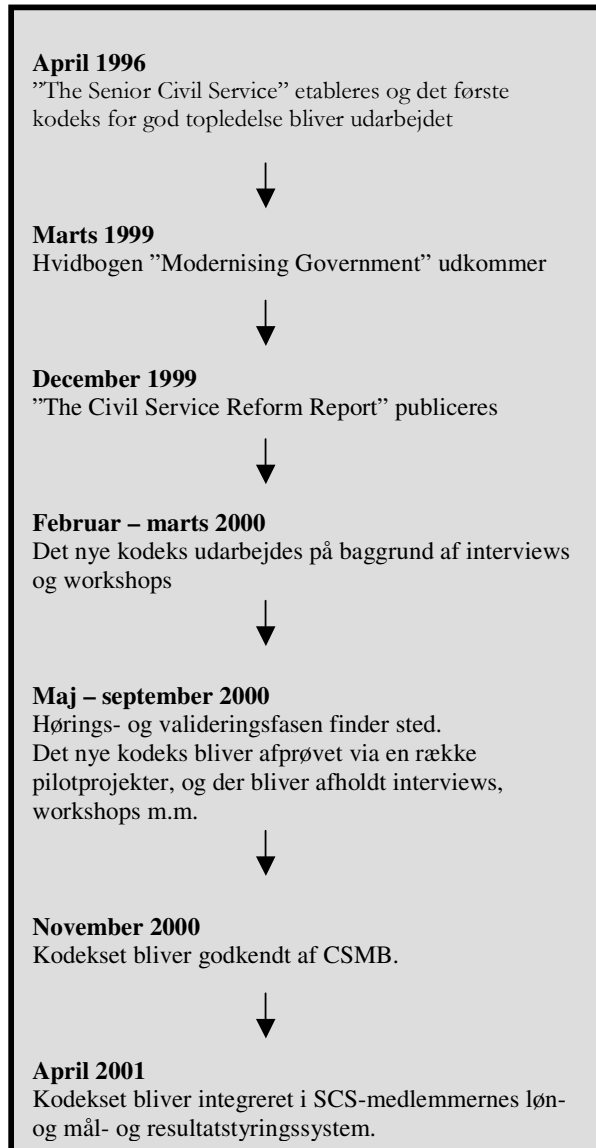 April 1996
”The Senior Civil Service” etableres og det første
kodeks for god topledelse bliver udarbejdet
Marts 1999
Hvidbogen ”Modernising Government” udkommer
December 1999
”The Civil Service Reform Report” publiceres
Februar – marts 2000
Det nye kodeks udarbejdes på baggrund af interviews
og workshops
Maj – september 2000
Hørings- og valideringsfasen finder sted.
Det nye kodeks bliver afprøvet via en række
pilotprojekter, og der bliver afholdt interviews,
workshops m.m.
November 2000
Kodekset bliver godkendt af CSMB.
April 2001
Kodekset bliver integreret i SCS-medlemmernes løn-
og mål- og resultatstyringssystem.